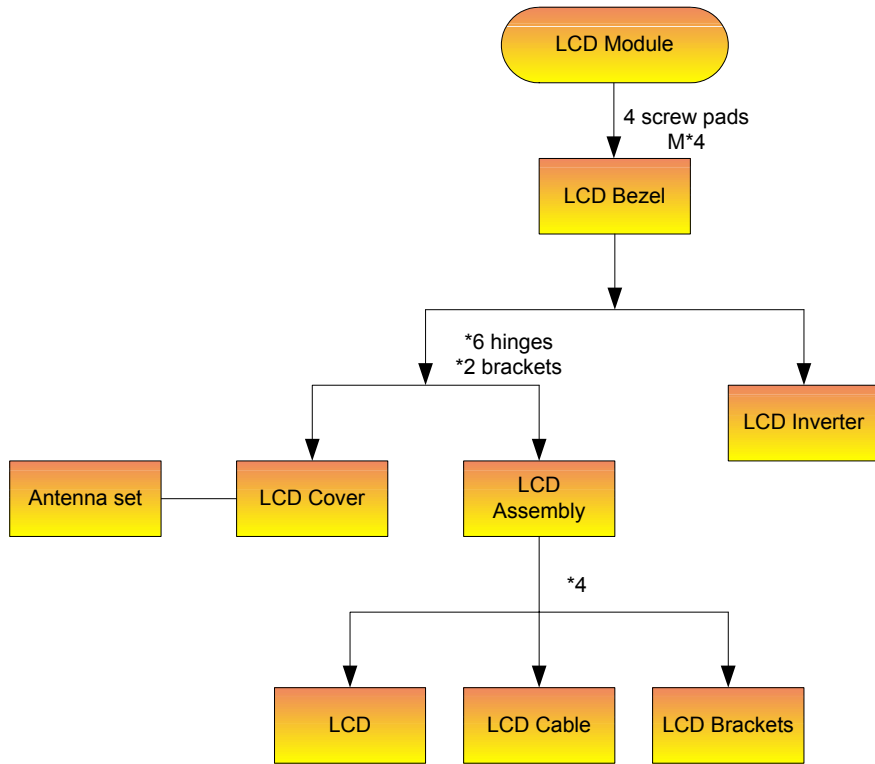 LCD Module
4 screw pads
M*4
LCD Bezel
*6 hinges
*2 brackets
LCD Inverter
Antenna set
LCD Cover
LCD
Assembly
*4
LCD
LCD Cable
LCD Brackets